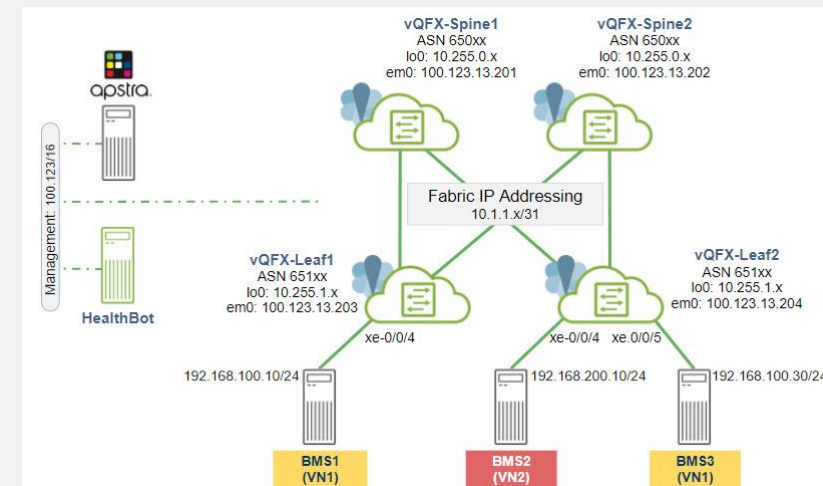 vQFX-Spine1
ASN 650xx
lo0: 10.255.0.x
em0: 100.123.13.201
vQFX-Spine2
ASN 650xx
lo0: 10.255.0.x
em0: 100.123.13.202
apstra.
Management: 100.123/16
HealthBot
Fabric IP Addressing
10.1.1.x/31
vQFX-Leaf1
ASN 651xx
lo0: 10.255.1.x
em0: 100.123.13.203
vQFX-Leaf2
ASN 651xx
lo0: 10.255.1.x
em0: 100.123.13.204
xe-0/0/4
xe-0/0/4
xe.0/0/5
192.168.100.10/24
192.168.200.10/24
192.168.100.30/24
BMS1
(VN1)
BMS2
(VN2)
BMS3
(VN1)